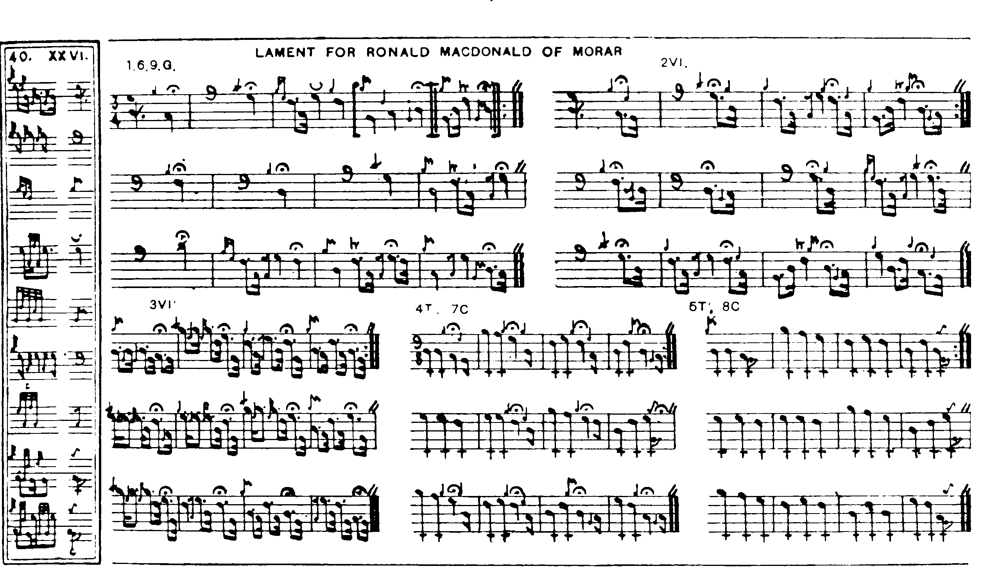 40. XXVI.
LAMENT FOR RONALD MACDONALD OF MORAR
1.6.9.G.
2VI.
3VI'
4T. 7C
5T', 8C